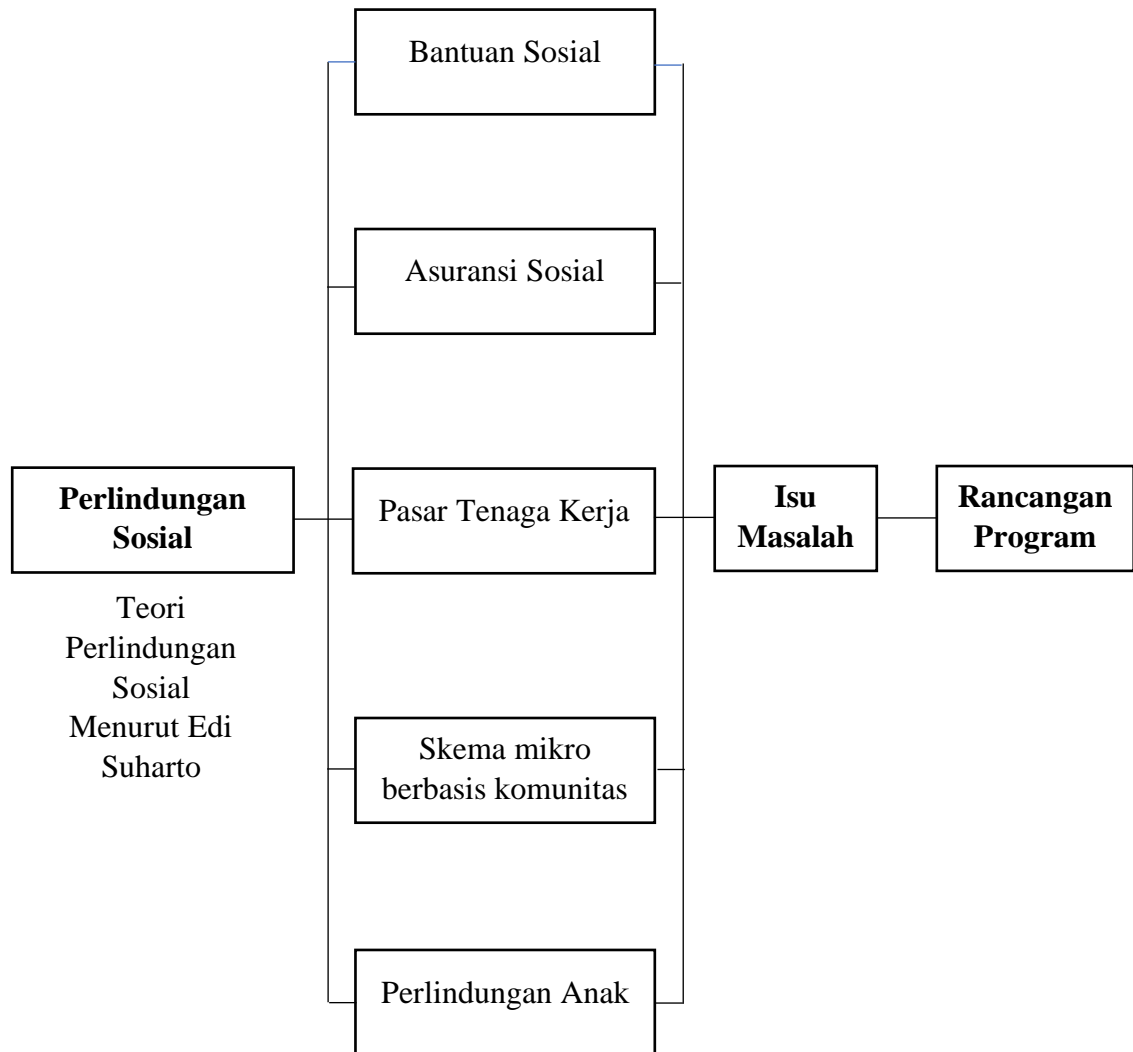 Bantuan Sosial
Asuransi Sosial
Perlindungan
Sosial
Teori
Perlindungan
Sosial
Menurut Edi
Suharto
Pasar Tenaga Kerja
Skema mikro
berbasis komunitas
Perlindungan Anak
Isu
Masalah
Rancangan
Program